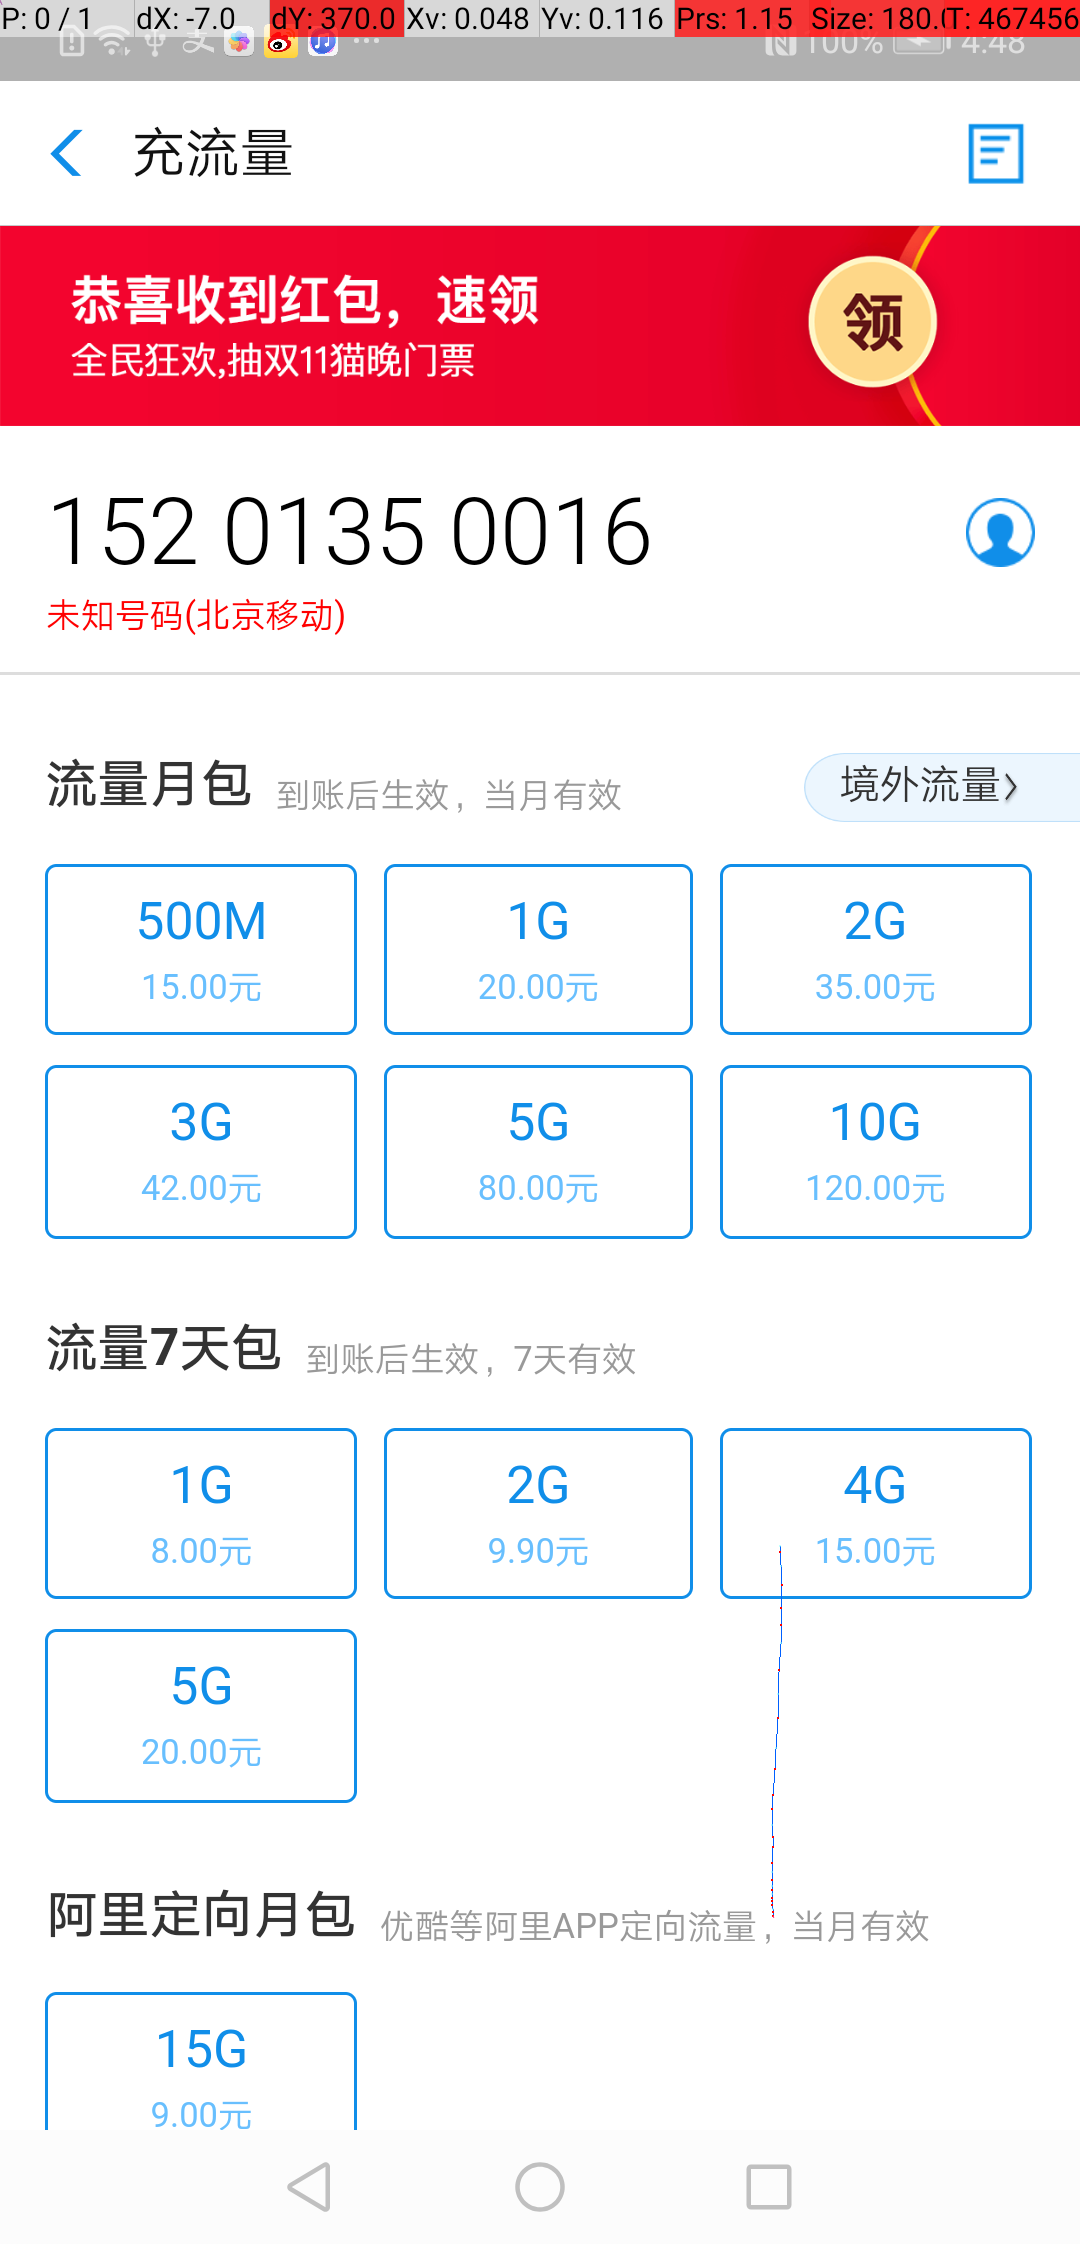 P: 0 / 1 dX: -7.0 dY: 370.0 Xv: 0.048 Yv: 0.116 Prs: 1.15 Size: 180.0 T: 467456
100% 4:48
充流量
恭喜收到红包，速领
全民狂欢,抽双11猫晚门票
领
152 0135 0016
未知号码(北京移动)
流量月包 到账后生效，当月有效 境外流量
500M 1G 2G
15.00元 20.00元 35.00元
3G 5G 10G
42.00元 80.00元 120.00元
流量7天包 到账后生效，7天有效
1G 2G 4G
8.00元 9.90元 15.00元
5G
20.00元
阿里定向月包 优酷等阿里APP定向流量，当月有效
15G
9.00元